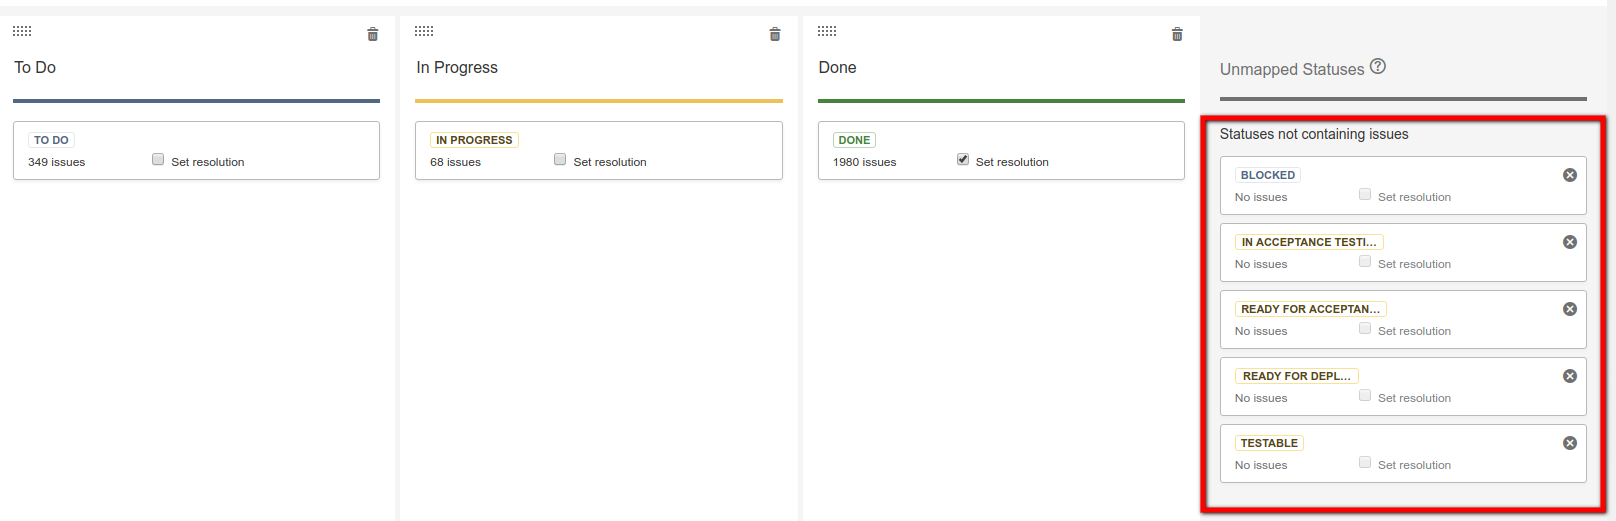 To Do
TO DO
349 issues Set resolution
In Progress
IN PROGRESS
68 issues Set resolution
Done
DONE
1980 issues Set resolution
Unmapped Statuses ?
Statuses not containing issues
BLOCKED
No issues Set resolution
IN ACCEPTANCE TESTI...
No issues Set resolution
READY FOR ACCEPTAN...
No issues Set resolution
READY FOR DEPL...
No issues Set resolution
TESTABLE
No issues Set resolution